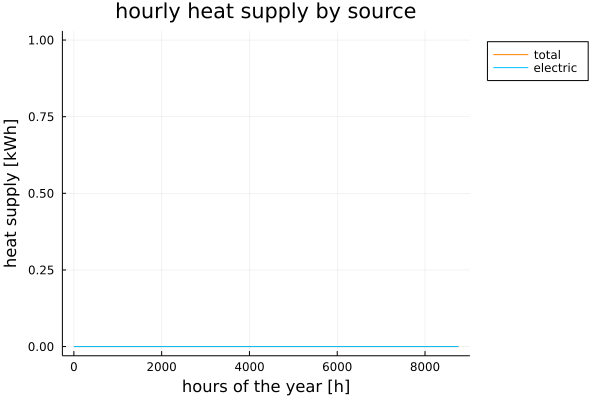 hourly heat supply by source
1.00
0.75
0.50
0.25
0.00
heat supply [kWh]
0 2000 4000 6000 8000
hours of the year [h]
total
electric